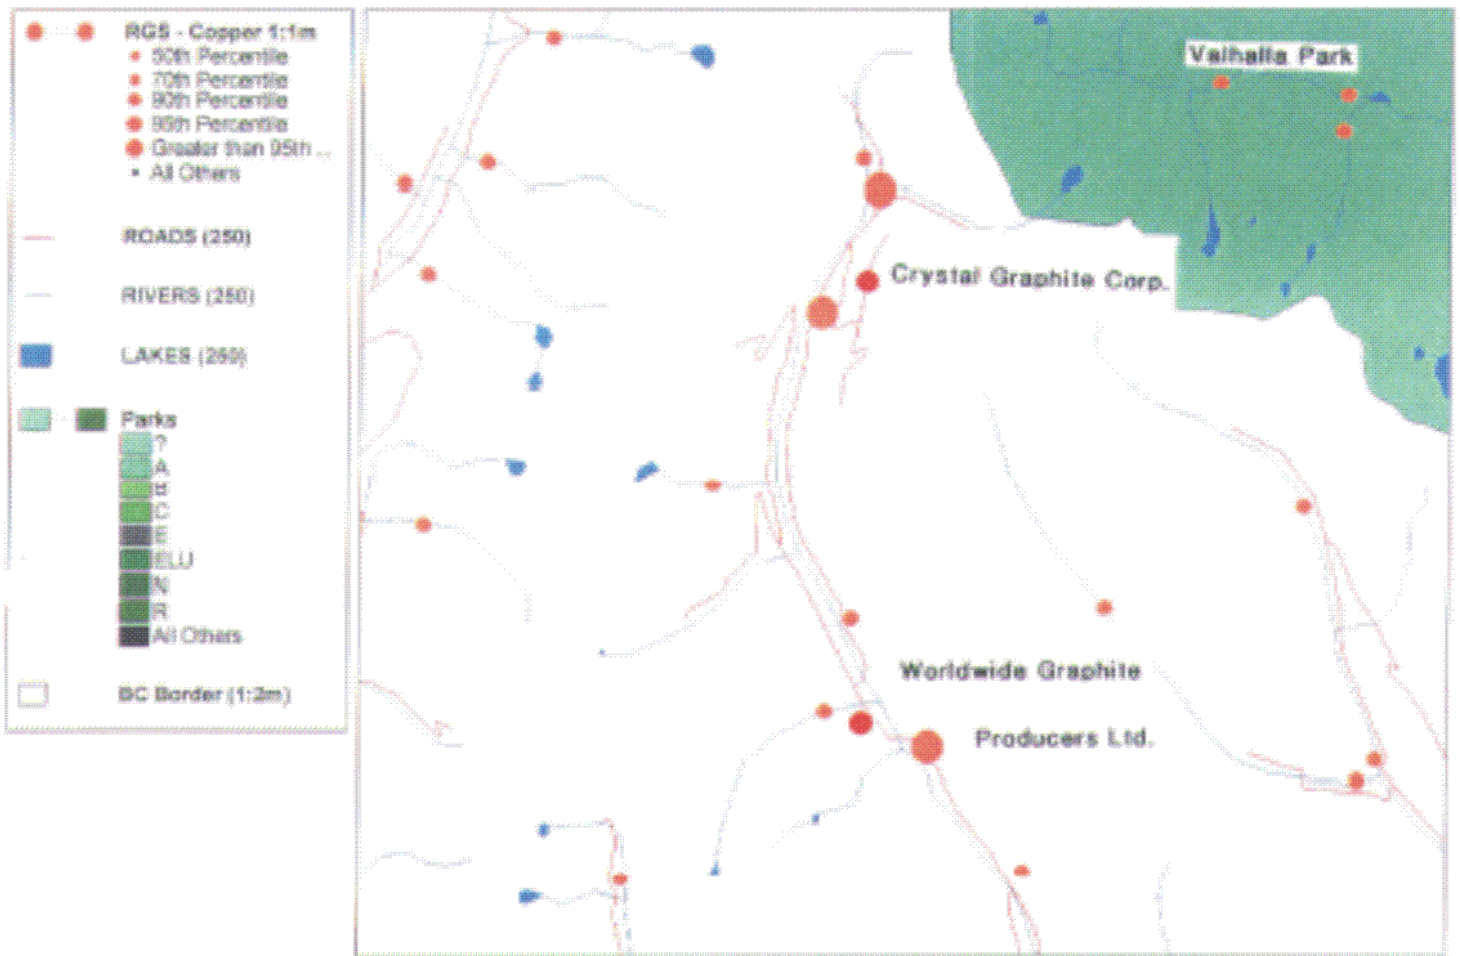 RGS - Copper 1:1m
50th Percentile
70th Percentile
90th Percentile
95th Percentile
Greater than 95th ...
All Others
ROADS (250)
RIVERS (250)
LAKES (250)
Parks
?
A
C
E
ELU
N
R
All Others
BC Border (1:2m)
Valhalla Park
Crystal Graphite Corp.
Worldwide Graphite
Producers Ltd.